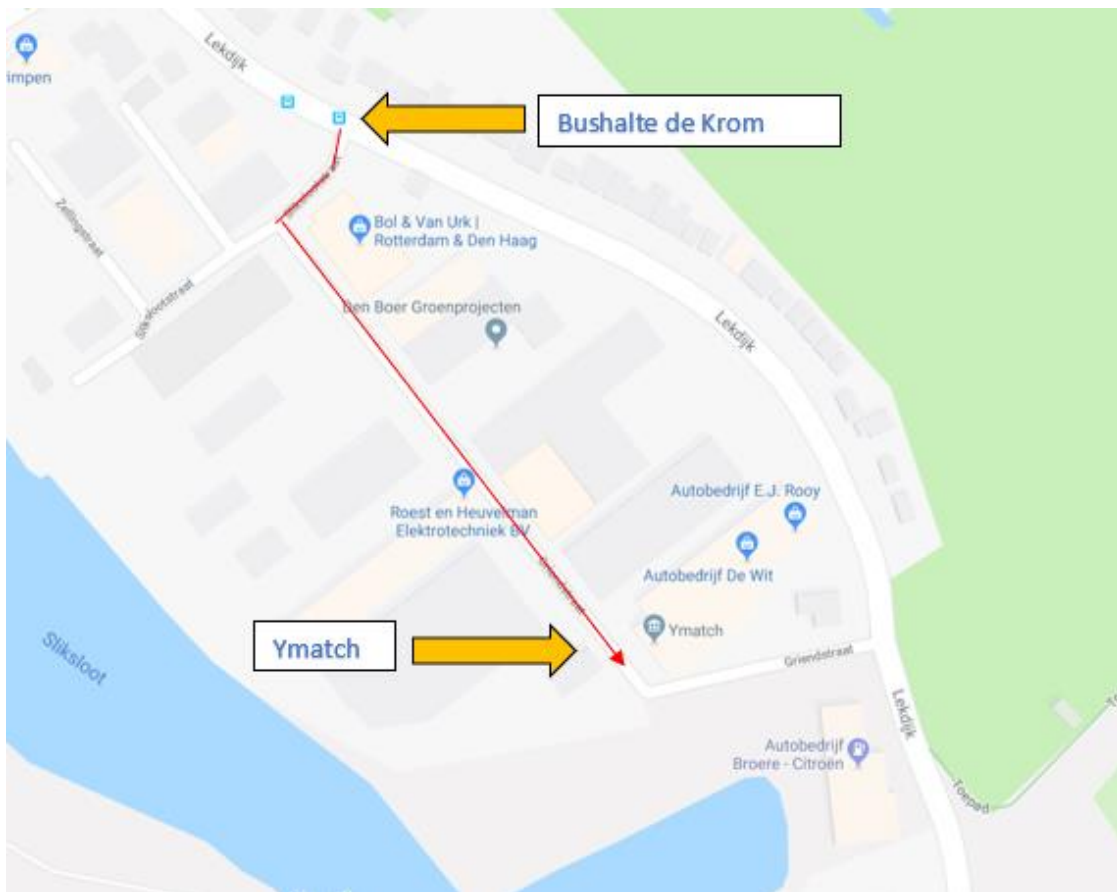 Lekdijk
impen
Bushalte de Krom
Zellingstraat
Bol & Van Urk |
Rotterdam & Den Haag
Slikslootstraat
Den Boer Groenprojecten
Lekdijk
Roest en Heuvelman
Elektrotechniek BV
Autobedrijf E.J. Rooy
Autobedrijf De Wit
Griendstraat
Ymatch
Ymatch
Griendstraat
Sliksloot
Lekdijk
Autobedrijf
Broere - Citroën
Toepad